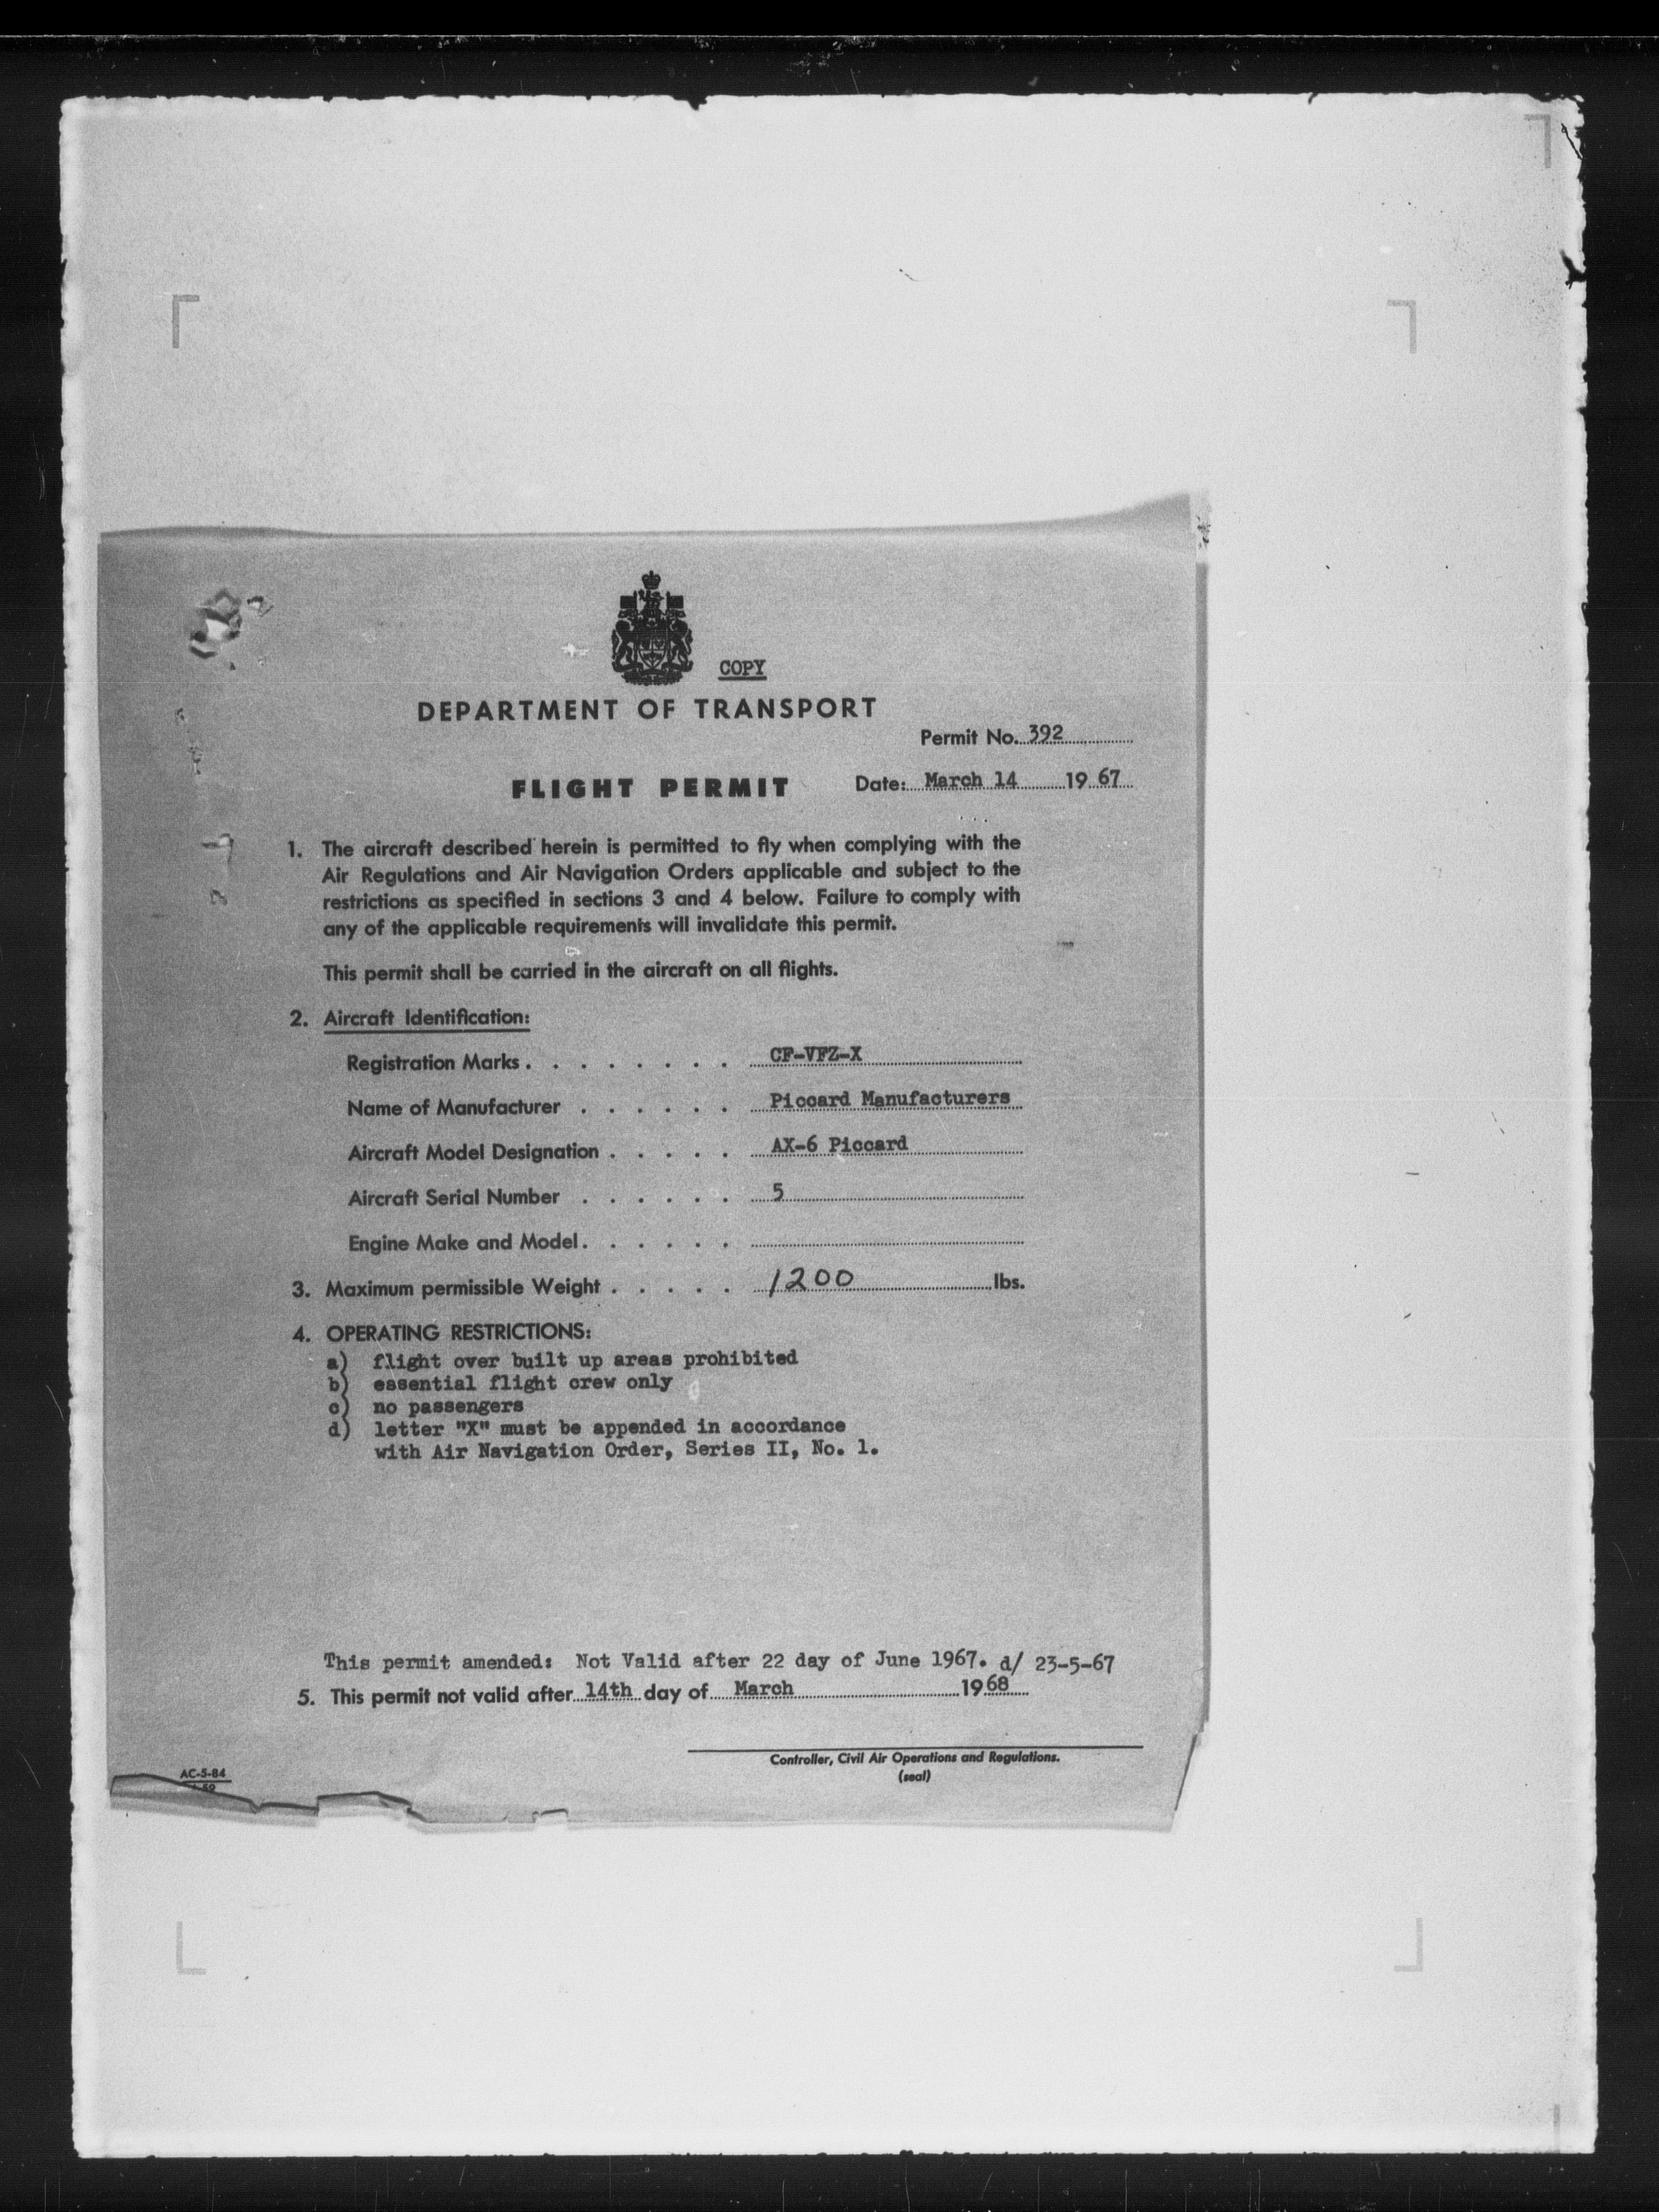 COPY
DEPARTMENT OF TRANSPORT
Permit No. 392
FLIGHT PERMIT
Date: March 14 1967
1. The aircraft described herein is permitted to fly when complying with the
Air Regulations and Air Navigation Orders applicable and subject to the
restrictions as specified in sections 3 and 4 below. Failure to comply with
any of the applicable requirements will invalidate this permit.
This permit shall be carried in the aircraft on all flights.
2. Aircraft Identification:
Registration Marks . . . . . . . . CF-VFZ-X
Name of Manufacturer . . . . . . Piccard Manufacturers
Aircraft Model Designation . . . . . AX-6 Piccard
Aircraft Serial Number . . . . . . 5
Engine Make and Model . . . . . .
3. Maximum permissible Weight . . . . . 1200 lbs.
4. OPERATING RESTRICTIONS:
a) flight over built up areas prohibited
b) essential flight crew only
c) no passengers
d) letter "X" must be appended in accordance
with Air Navigation Order, Series II, No. 1.
This permit amended: Not Valid after 22 day of June 1967. d/ 23-5-67
5. This permit not valid after 14th day of March 1968
Controller, Civil Air Operations and Regulations.
(seal)
AC-5-84